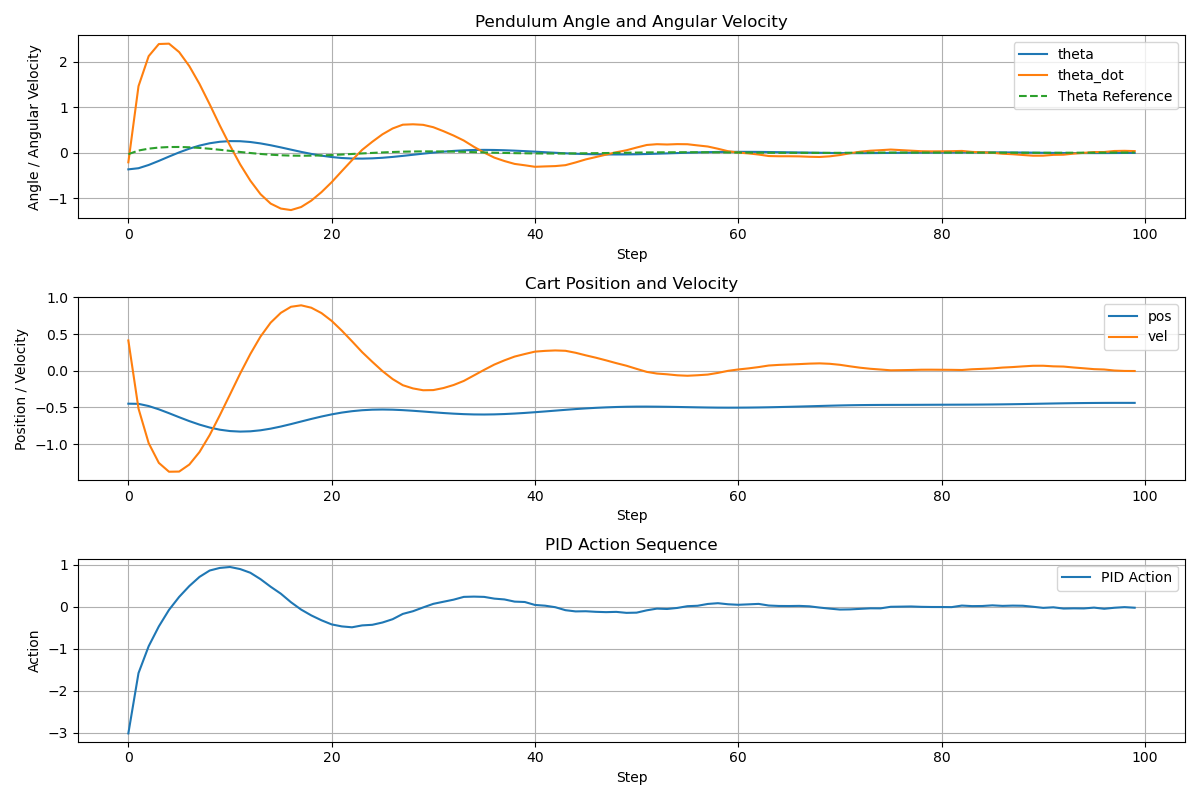 Pendulum Angle and Angular Velocity
Angle / Angular Velocity
2
1
0
−1
theta
theta_dot
Theta Reference
0 20 40 60 80 100
Step
Cart Position and Velocity
Position / Velocity
1.0
0.5
0.0
−0.5
−1.0
pos
vel
0 20 40 60 80 100
Step
PID Action Sequence
Action
1
0
−1
−2
−3
PID Action
0 20 40 60 80 100
Step